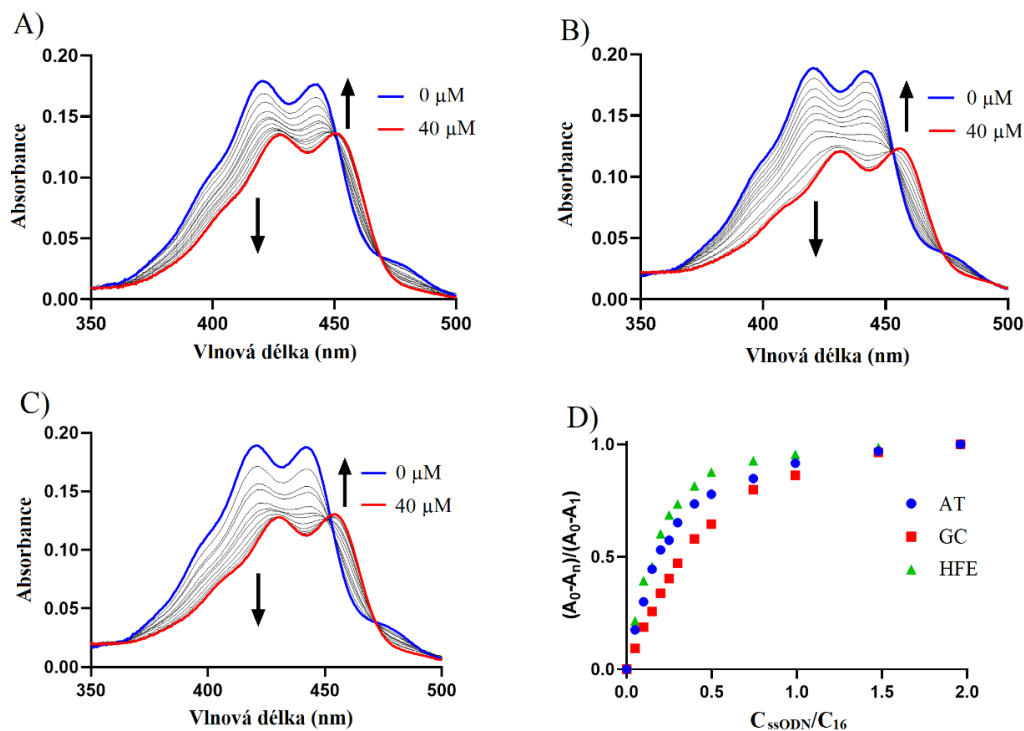 A)
0.20
0.15
0.10
0.05
0.00
Absorbance
350
400
450
500
Vlnová délka (nm)
0 µM
40 µM
B)
0.20
0.15
0.10
0.05
0.00
Absorbance
350
400
450
500
Vlnová délka (nm)
0 µM
40 µM
C)
0.20
0.15
0.10
0.05
0.00
Absorbance
350
400
450
500
Vlnová délka (nm)
0 µM
40 µM
D)
1.0
0.5
0.0
(A₀-Aₙ)/(A₀-A₁)
0.0
0.5
1.0
1.5
2.0
CssODN/C₁₆
AT
GC
HFE